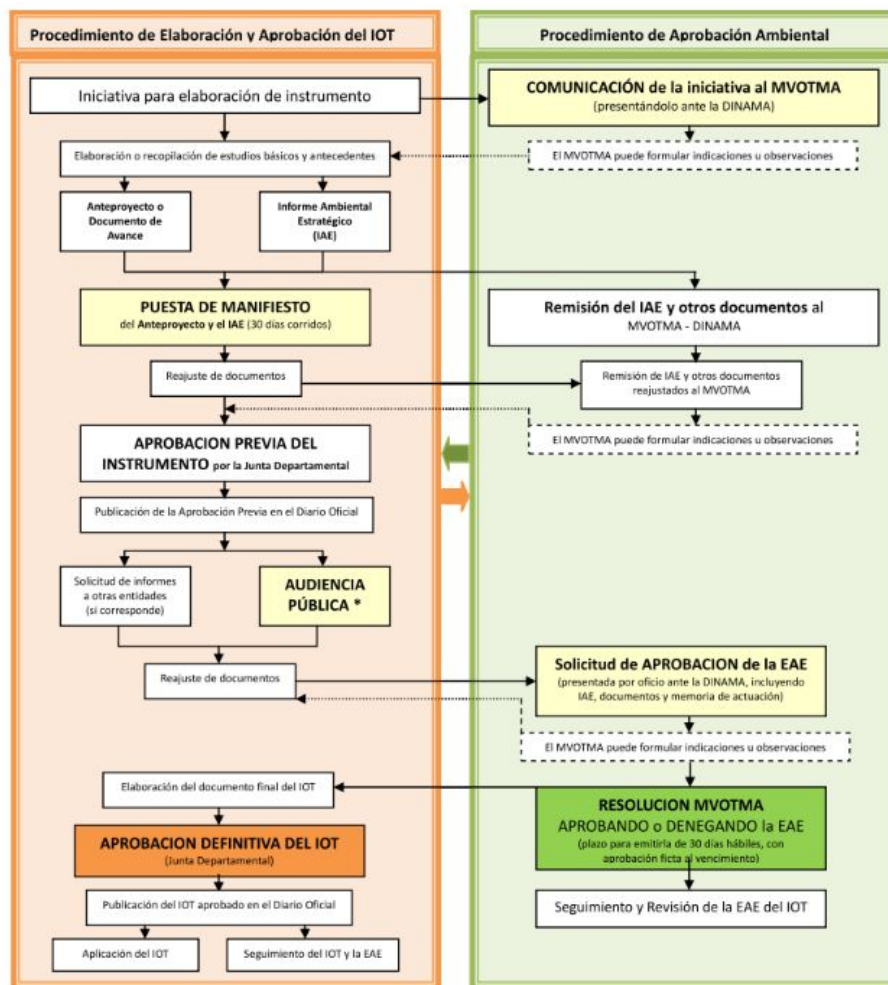 Procedimiento de Elaboración y Aprobación del IOT
Procedimiento de Aprobación Ambiental
Iniciativa para elaboración de instrumento
COMUNICACIÓN de la iniciativa al MVOTMA
(presentándolo ante la DINAMA)
Elaboración o recopilación de estudios básicos y antecedentes
El MVOTMA puede formular indicaciones u observaciones
Anteproyecto o
Documento de
Avance
Informe Ambiental
Estratégico
(IAE)
PUESTA DE MANIFIESTO
del Anteproyecto y el IAE (30 días corridos)
Remisión del IAE y otros documentos al
MVOTMA - DINAMA
Reajuste de documentos
Remisión de IAE y otros documentos
reajustados al MVOTMA
El MVOTMA puede formular indicaciones u observaciones
APROBACION PREVIA DEL
INSTRUMENTO por la Junta Departamental
Publicación de la Aprobación Previa en el Diario Oficial
Solicitud de informes
a otras entidades
(si corresponde)
AUDIENCIA
PÚBLICA *
Reajuste de documentos
Solicitud de APROBACION de la EAE
(presentada por oficio ante la DINAMA, incluyendo
IAE, documentos y memoria de actuación)
El MVOTMA puede formular indicaciones u observaciones
Elaboración del documento final del IOT
RESOLUCION MVOTMA
APROBANDO o DENEGANDO la EAE
(plazo para emitirla de 30 días hábiles, con
aprobación ficta al vencimiento)
APROBACION DEFINITIVA DEL IOT
(Junta Departamental)
Publicación del IOT aprobado en el Diario Oficial
Seguimiento y Revisión de la EAE del IOT
Aplicación del IOT
Seguimiento del IOT y la EAE